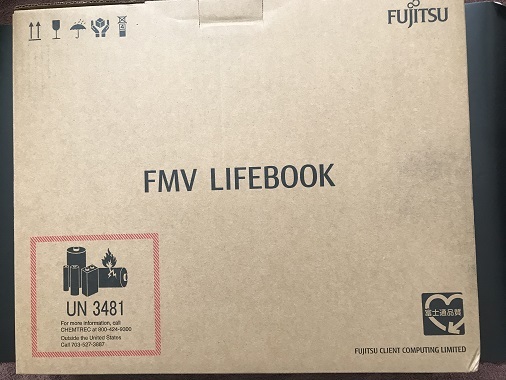 FUJITSU
FMV LIFEBOOK
UN 3481
For more information, call
CHEMTREC at 800-424-9300
Outside the United States
Call 703-527-3887
富士通品質
FUJITSU CLIENT COMPUTING LIMITED